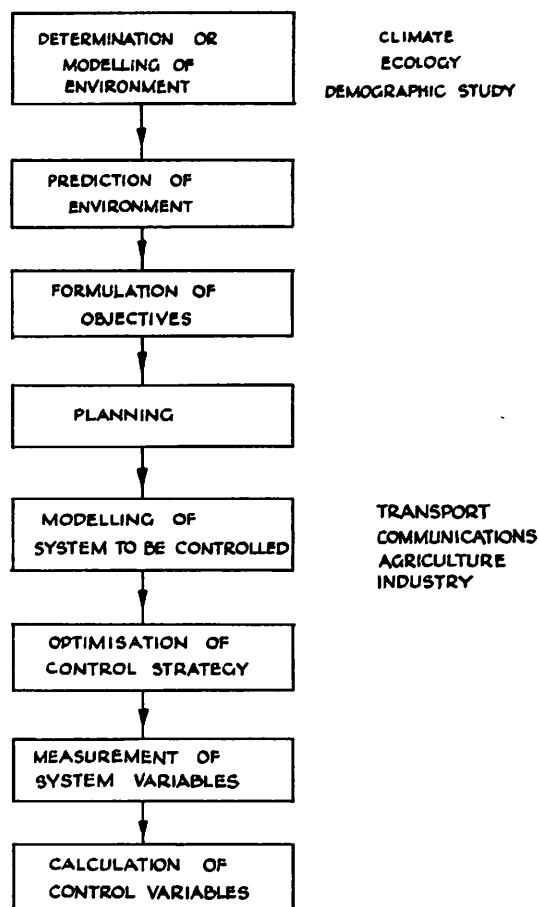 DETERMINATION OR
MODELLING OF
ENVIRONMENT
CLIMATE
ECOLOGY
DEMOGRAPHIC STUDY
PREDICTION OF
ENVIRONMENT
FORMULATION OF
OBJECTIVES
PLANNING
MODELLING OF
SYSTEM TO BE CONTROLLED
TRANSPORT
COMMUNICATIONS
AGRICULTURE
INDUSTRY
OPTIMISATION OF
CONTROL STRATEGY
MEASUREMENT OF
SYSTEM VARIABLES
CALCULATION OF
CONTROL VARIABLES